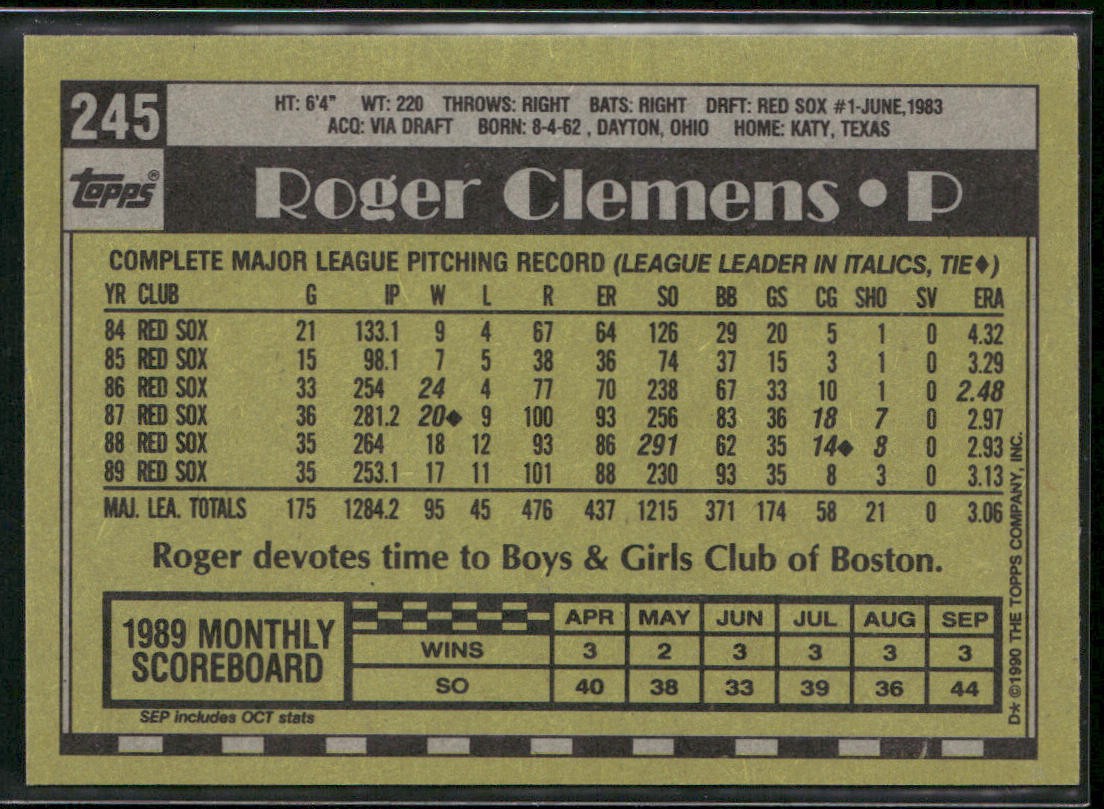 245
HT: 6'4" WT: 220 THROWS: RIGHT BATS: RIGHT DRFT: RED SOX #1-JUNE,1983
ACQ: VIA DRAFT BORN: 8-4-62 , DAYTON, OHIO HOME: KATY, TEXAS
topps®
Roger Clemens • P
COMPLETE MAJOR LEAGUE PITCHING RECORD (LEAGUE LEADER IN ITALICS, TIE♦)
YR CLUB G IP W L R ER SO BB GS CG SHO SV ERA
84 RED SOX 21 133.1 9 4 67 64 126 29 20 5 1 0 4.32
85 RED SOX 15 98.1 7 5 38 36 74 37 15 3 1 0 3.29
86 RED SOX 33 254 24 4 77 70 238 67 33 10 1 0 2.48
87 RED SOX 36 281.2 20♦ 9 100 93 256 83 36 18 7 0 2.97
88 RED SOX 35 264 18 12 93 86 291 62 35 14♦ 8 0 2.93
89 RED SOX 35 253.1 17 11 101 88 230 93 35 8 3 0 3.13
MAJ. LEA. TOTALS 175 1284.2 95 45 476 437 1215 371 174 58 21 0 3.06
Roger devotes time to Boys & Girls Club of Boston.
1989 MONTHLY
SCOREBOARD
APR MAY JUN JUL AUG SEP
WINS 3 2 3 3 3 3
SO 40 38 33 39 36 44
SEP includes OCT stats
D* ©1990 THE TOPPS COMPANY, INC.